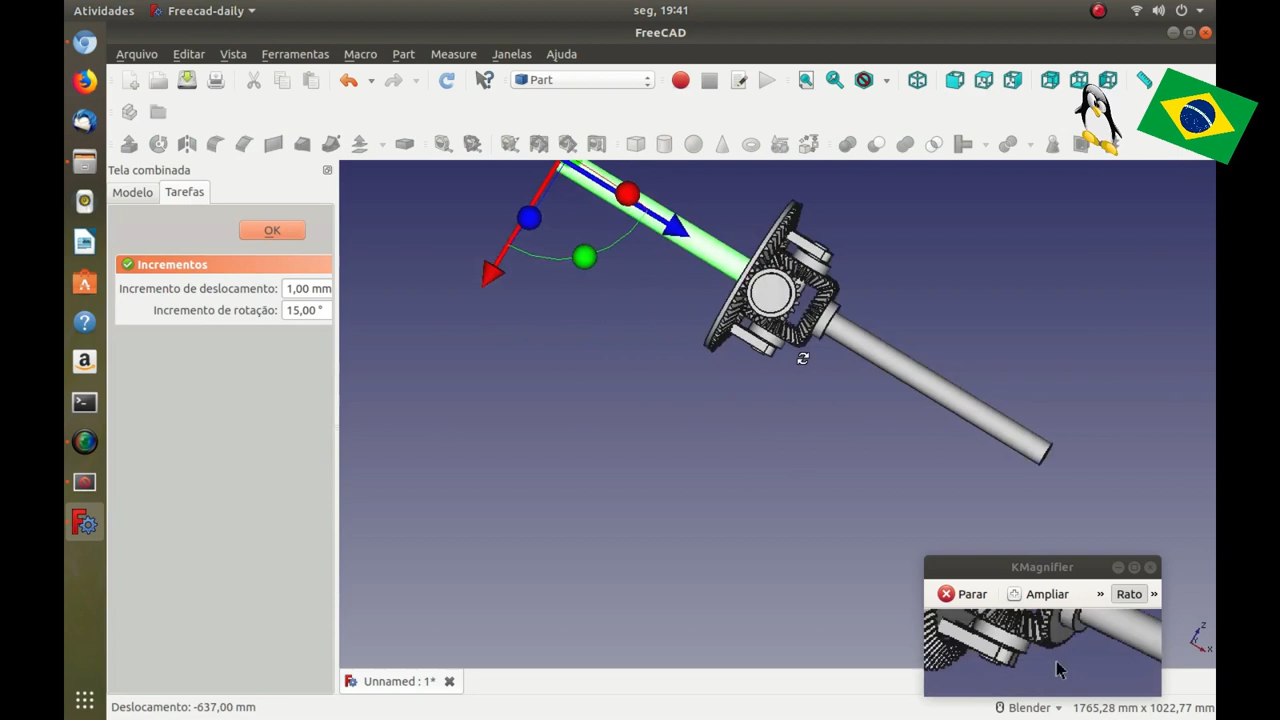 Atividades
Freecad-daily
seg, 19:41
FreeCAD
Arquivo Editar Vista Ferramentas Macro Part Measure Janelas Ajuda
Part
Tela combinada
Modelo
Tarefas
OK
Incrementos
Incremento de deslocamento: 1,00 mm
Incremento de rotação: 15,00 °
KMagnifier
Parar
Ampliar
»
Rato
»
z
x
Unnamed : 1*
Deslocamento: -637,00 mm
Blender
1765,28 mm x 1022,77 mm